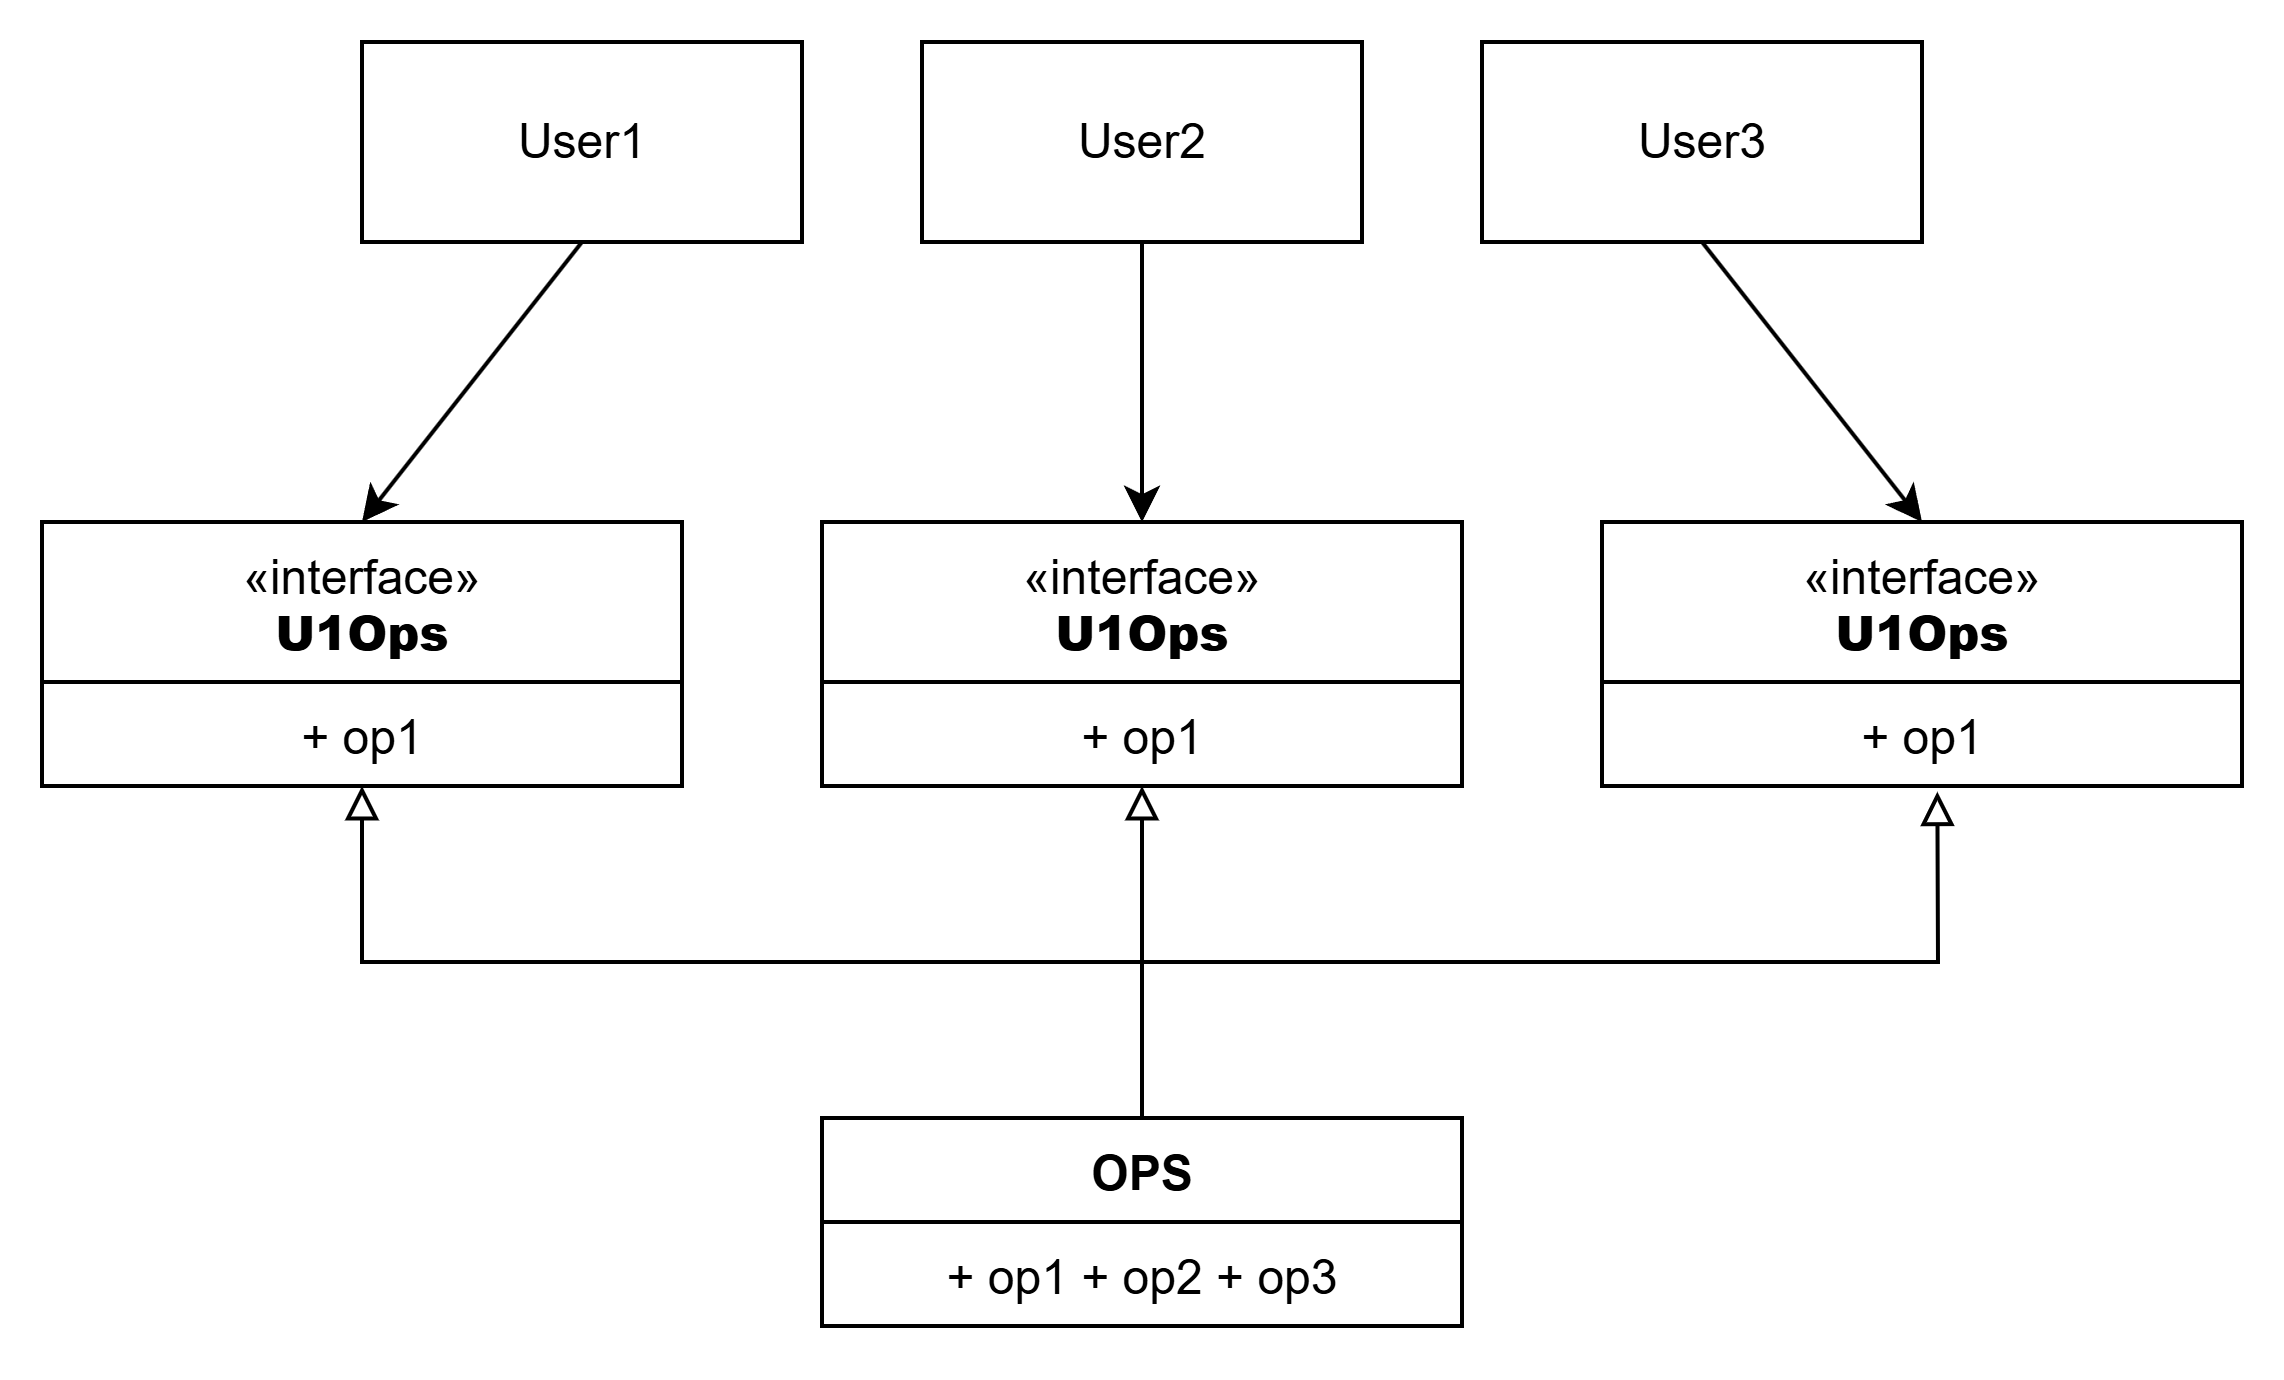 User1
User2
User3
«interface»
U1Ops
+ op1
«interface»
U1Ops
+ op1
«interface»
U1Ops
+ op1
OPS
+ op1 + op2 + op3